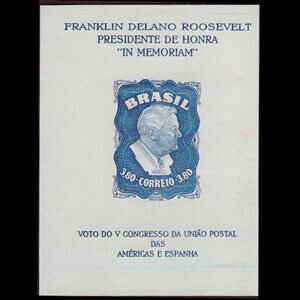 FRANKLIN DELANO ROOSEVELT
PRESIDENTE DE HONRA
"IN MEMORIAM"
BRASIL
AÉREO
3,80-CORREIO-3,80
VOTO DO V CONGRESSO DA UNIÃO POSTAL
DAS
AMÉRICAS E ESPANHA